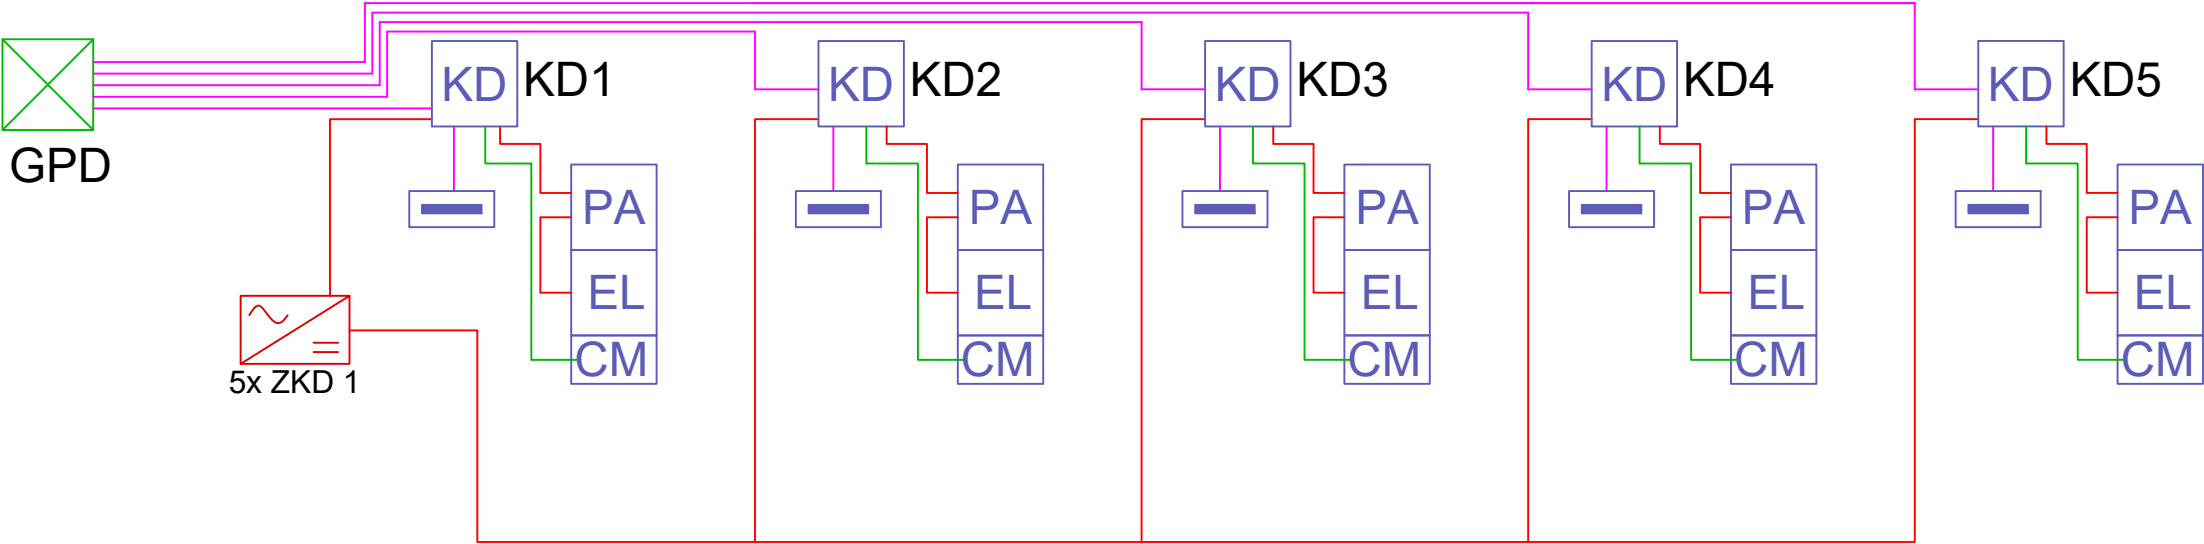 KD KD1 KD KD2 KD KD3 KD KD4 KD KD5
GPD
PA PA PA PA PA
EL EL EL EL EL
CM CM CM CM CM
5x ZKD 1